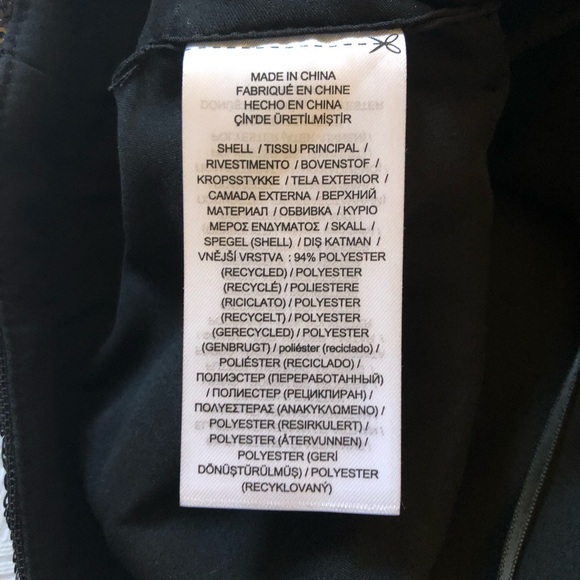 MADE IN CHINA
FABRIQUÉ EN CHINE
HECHO EN CHINA
ÇİN'DE ÜRETİLMİŞTİR
SHELL / TISSU PRINCIPAL /
RIVESTIMENTO / BOVENSTOF /
KROPSSTYKKE / TELA EXTERIOR /
CAMADA EXTERNA / ВЕРХНИЙ
МАТЕРИАЛ / ОБВИВКА / ΚΥΡΙΟ
ΜΕΡΟΣ ΕΝΔΥΜΑΤΟΣ / SKALL /
SPEGEL (SHELL) / DIŞ KATMAN /
VNĚJŠÍ VRSTVA : 94% POLYESTER
(RECYCLED) / POLYESTER
(RECYCLÉ) / POLIESTERE
(RICICLATO) / POLYESTER
(RECYCELT) / POLYESTER
(GERECYCLED) / POLYESTER
(GENBRUGT) / poliéster (reciclado) /
POLIÉSTER (RECICLADO) /
ПОЛИЭСТЕР (ПЕРЕРАБОТАННЫЙ)
/ ПОЛИЕСТЕР (РЕЦИКЛИРАН) /
ΠΟΛΥΕΣΤΕΡΑΣ (ΑΝΑΚΥΚΛΩΜΕΝΟ) /
POLYESTER (RESIRKULERT) /
POLYESTER (ÅTERVUNNEN) /
POLYESTER (GERİ
DÖNÜŞTÜRÜLMÜŞ) / POLYESTER
(RECYKLOVANÝ)